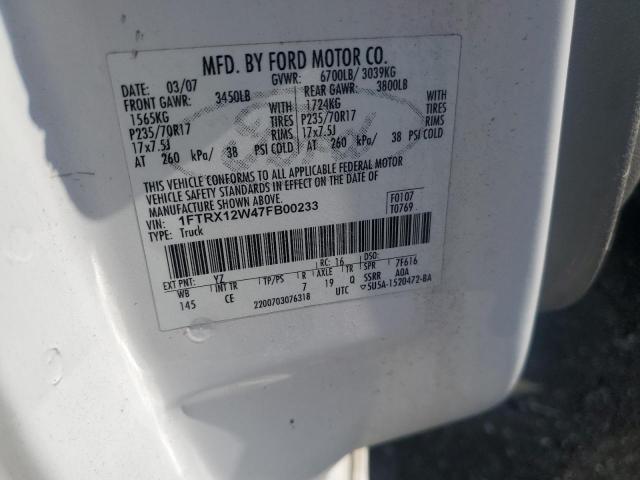 MFD. BY FORD MOTOR CO.
DATE: 03/07 GVWR: 6700LB/ 3039KG
FRONT GAWR: 3450LB REAR GAWR: 3800LB
1565KG WITH 1724KG WITH
P235/70R17 TIRES P235/70R17 TIRES
17x7.5J RIMS 17x7.5J RIMS
AT 260 kPa/ 38 PSI COLD AT 260 kPa/ 38 PSI COLD
THIS VEHICLE CONFORMS TO ALL APPLICABLE FEDERAL MOTOR
VEHICLE SAFETY STANDARDS IN EFFECT ON THE DATE OF
MANUFACTURE SHOWN ABOVE.
VIN: 1FTRX12W47FB00233 F0107
TYPE: Truck T0769
EXT PNT: YZ RC: 16 DSO:
WB INT TR TP/PS R AXLE TR SPR 7F616
145 CE 7 19 Q SSRR A0A
2200703076318 UTC ▽5U5A-1520472-BA
Ford